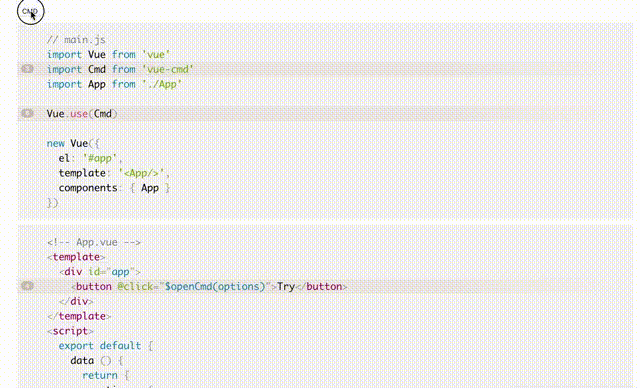 CMD
// main.js
import Vue from 'vue'
3 import Cmd from 'vue-cmd'
import App from './App'
Vue.use(Cmd)
new Vue({
el: '#app',
template: '<App/>',
components: { App }
})
<!-- App.vue -->
<template>
<div id="app">
4 <button @click="$openCmd(options)">Try</button>
</div>
</template>
<script>
export default {
data () {
return {